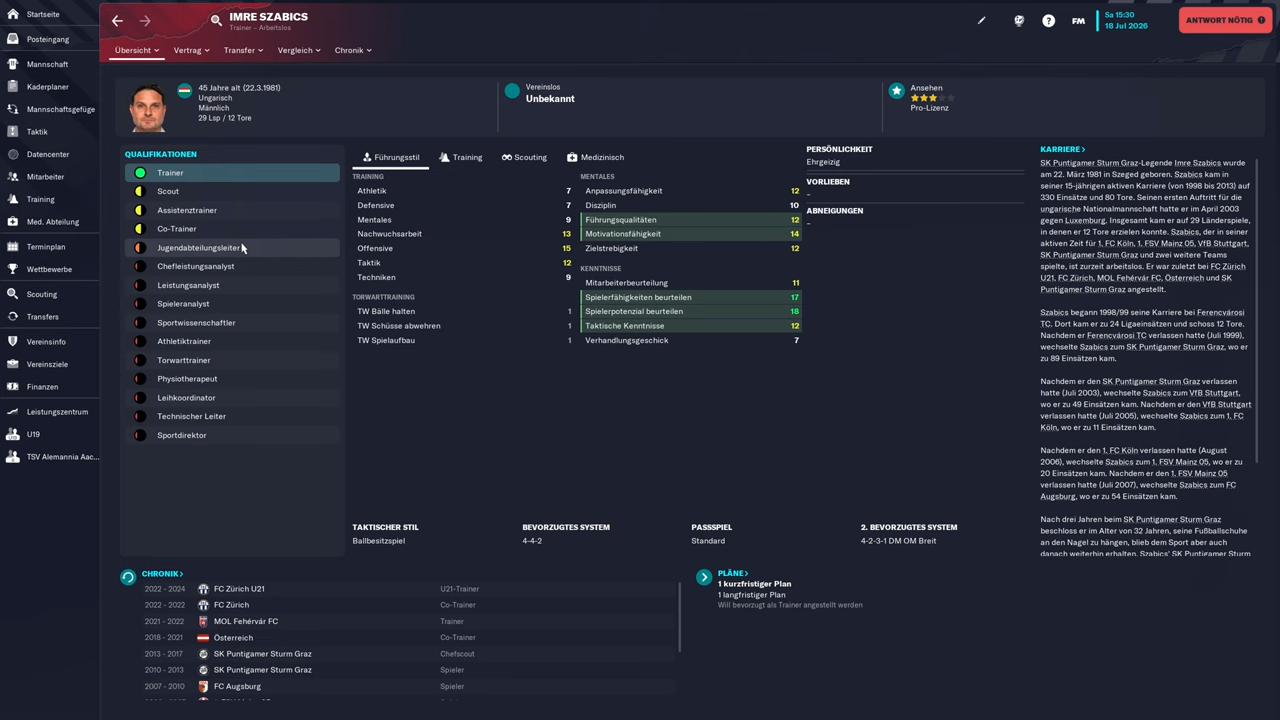 Startseite
Posteingang
Mannschaft
Kaderplaner
Mannschaftsgefüge
Taktik
Datencenter
Mitarbeiter
Training
Med. Abteilung
Terminplan
Wettbewerbe
Scouting
Transfers
Vereinsinfo
Vereinsziele
Finanzen
Leistungszentrum
U19
TSV Alemannia Aac...
IMRE SZABICS
Trainer – Arbeitslos
FM
Sa 15:30
18 Jul 2026
ANTWORT NÖTIG
Übersicht
Vertrag
Transfer
Vergleich
Chronik
45 Jahre alt (22.3.1981)
Ungarisch
Männlich
29 Lsp / 12 Tore
Vereinslos
Unbekannt
Ansehen
Pro-Lizenz
QUALIFIKATIONEN
Trainer
Scout
Assistenztrainer
Co-Trainer
Jugendabteilungsleiter
Chefleistungsanalyst
Leistungsanalyst
Spieleranalyst
Sportwissenschaftler
Athletiktrainer
Torwarttrainer
Physiotherapeut
Leihkoordinator
Technischer Leiter
Sportdirektor
Führungsstil
Training
Scouting
Medizinisch
TRAINING
Athletik 7
Defensive 7
Mentales 9
Nachwuchsarbeit 13
Offensive 15
Taktik 12
Techniken 9
TORWARTTRAINING
TW Bälle halten 1
TW Schüsse abwehren 1
TW Spielaufbau 1
MENTALES
Anpassungsfähigkeit 12
Disziplin 10
Führungsqualitäten 12
Motivationsfähigkeit 14
Zielstrebigkeit 12
KENNTNISSE
Mitarbeiterbeurteilung 11
Spielerfähigkeiten beurteilen 17
Spielerpotenzial beurteilen 18
Taktische Kenntnisse 12
Verhandlungsgeschick 7
PERSÖNLICHKEIT
Ehrgeizig
VORLIEBEN
-
ABNEIGUNGEN
-
TAKTISCHER STIL
Ballbesitzspiel
BEVORZUGTES SYSTEM
4-4-2
PASSSPIEL
Standard
2. BEVORZUGTES SYSTEM
4-2-3-1 DM OM Breit
KARRIERE >
SK Puntigamer Sturm Graz-Legende Imre Szabics wurde
am 22. März 1981 in Szeged geboren. Szabics kam in
seiner 15-jährigen aktiven Karriere (von 1998 bis 2013) auf
330 Einsätze und 80 Tore. Seinen ersten Auftritt für die
ungarische Nationalmannschaft hatte er im April 2003
gegen Luxemburg. Insgesamt kam er auf 29 Länderspiele,
in denen er 12 Tore erzielen konnte. Szabics, der in seiner
aktiven Zeit für 1. FC Köln, 1. FSV Mainz 05, VfB Stuttgart,
SK Puntigamer Sturm Graz und zwei weitere Teams
spielte, ist zurzeit arbeitslos. Er war zuletzt bei FC Zürich
U21, FC Zürich, MOL Fehérvár FC, Österreich und SK
Puntigamer Sturm Graz angestellt.
Szabics began 1998/99 seine Karriere bei Ferencvárosi
TC. Dort kam er zu 24 Ligaeinsätzen und schoss 12 Tore.
Nachdem er Ferencvárosi TC verlassen hatte (Juli 1999),
wechselte Szabics zum SK Puntigamer Sturm Graz, wo er
zu 89 Einsätzen kam.
Nachdem er den SK Puntigamer Sturm Graz verlassen
hatte (Juli 2003), wechselte Szabics zum VfB Stuttgart,
wo er zu 49 Einsätzen kam. Nachdem er den VfB Stuttgart
verlassen hatte (Juli 2005), wechselte Szabics zum 1. FC
Köln, wo er zu 11 Einsätzen kam.
Nachdem er den 1. FC Köln verlassen hatte (August
2006), wechselte Szabics zum 1. FSV Mainz 05, wo er zu
20 Einsätzen kam. Nachdem er den 1. FSV Mainz 05
verlassen hatte (Juli 2007), wechselte Szabics zum FC
Augsburg, wo er zu 54 Einsätzen kam.
Nach drei Jahren beim SK Puntigamer Sturm Graz
beschloss er im Alter von 32 Jahren, seine Fußballschuhe
an den Nagel zu hängen, blieb dem Sport aber auch
danach weiterhin erhalten. Szabics' SK Puntigamer Sturm
CHRONIK >
2022 - 2024 FC Zürich U21 U21-Trainer
2022 - 2022 FC Zürich Co-Trainer
2021 - 2022 MOL Fehérvár FC Trainer
2018 - 2021 Österreich Co-Trainer
2013 - 2017 SK Puntigamer Sturm Graz Chefscout
2010 - 2013 SK Puntigamer Sturm Graz Spieler
2007 - 2010 FC Augsburg Spieler
PLÄNE >
1 kurzfristiger Plan
1 langfristiger Plan
Will bevorzugt als Trainer angestellt werden